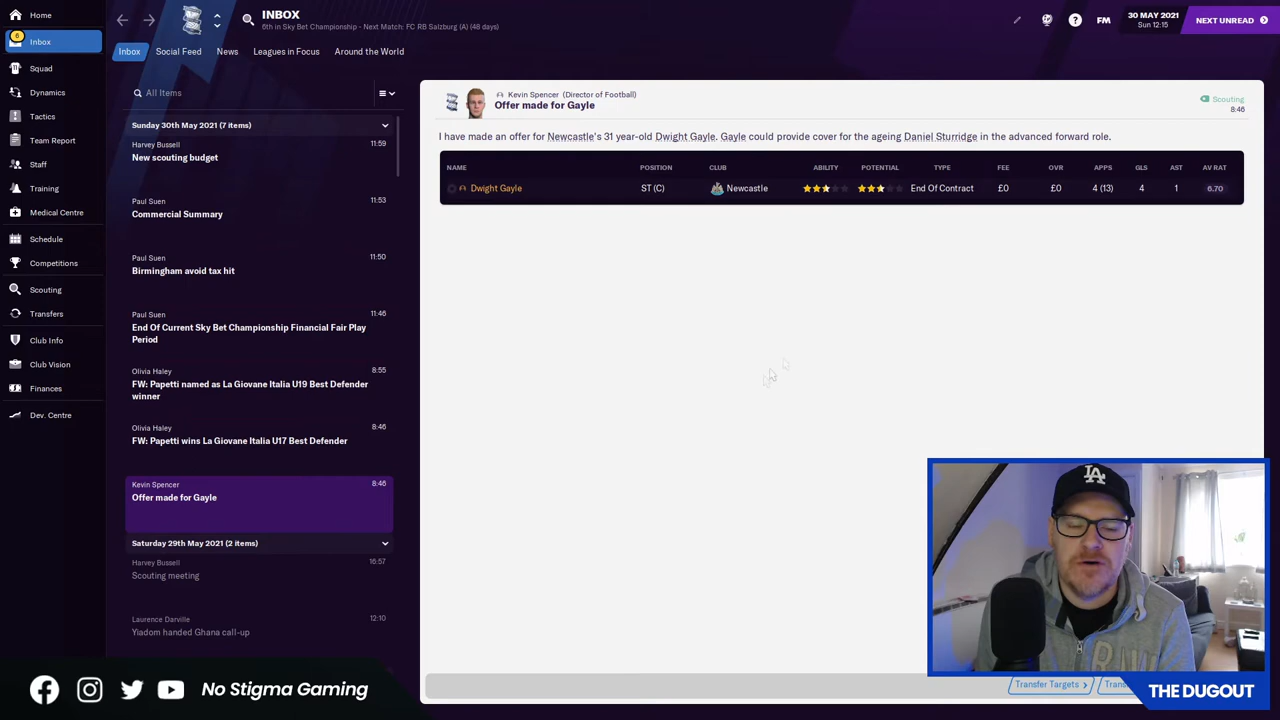 Home
INBOX
6th in Sky Bet Championship - Next Match: FC RB Salzburg (A) (48 days)
FM
30 MAY 2021
Sun 12:15
NEXT UNREAD
6
Inbox
Inbox
Social Feed
News
Leagues in Focus
Around the World
Squad
Dynamics
Tactics
Team Report
Staff
Training
Medical Centre
Schedule
Competitions
Scouting
Transfers
Club Info
Club Vision
Finances
Dev. Centre
All Items
Sunday 30th May 2021 (7 items)
Harvey Bussell
11:59
New scouting budget
Paul Suen
11:53
Commercial Summary
Paul Suen
11:50
Birmingham avoid tax hit
Paul Suen
11:46
End Of Current Sky Bet Championship Financial Fair Play
Period
Olivia Haley
8:55
FW: Papetti named as La Giovane Italia U19 Best Defender
winner
Olivia Haley
8:46
FW: Papetti wins La Giovane Italia U17 Best Defender
Kevin Spencer
8:46
Offer made for Gayle
Saturday 29th May 2021 (2 items)
Harvey Bussell
16:57
Scouting meeting
Laurence Darville
12:10
Yiadom handed Ghana call-up
Kevin Spencer (Director of Football)
Offer made for Gayle
Scouting
8:46
I have made an offer for Newcastle's 31 year-old Dwight Gayle. Gayle could provide cover for the ageing Daniel Sturridge in the advanced forward role.
NAME POSITION CLUB ABILITY POTENTIAL TYPE FEE OVR APPS GLS AST AV RAT
Dwight Gayle ST (C) Newcastle End Of Contract £0 £0 4 (13) 4 1 6.70
Transfer Targets
LA
No Stigma Gaming
THE DUGOUT